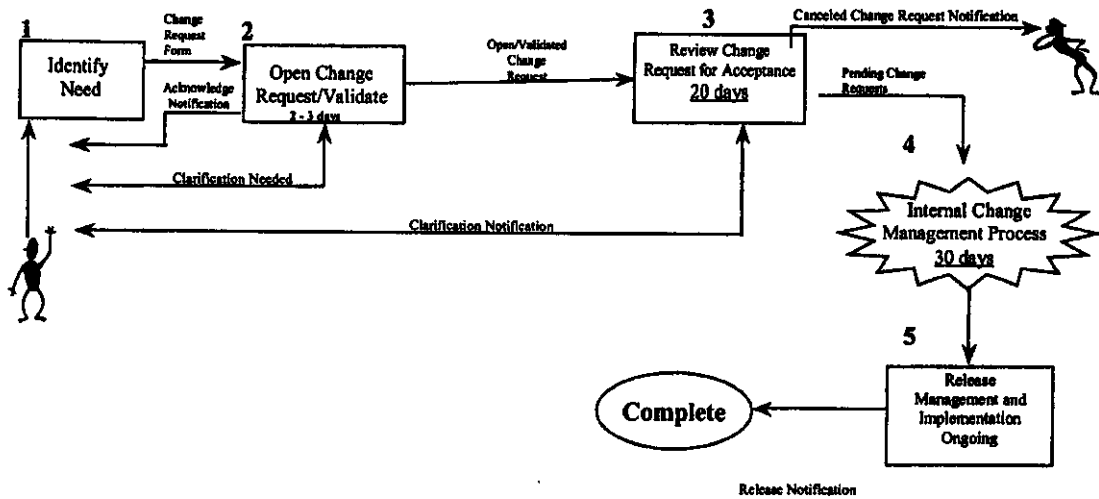 1
Identify
Need
Change
Request
Form
Acknowledge
Notification
2
Open Change
Request/Validate
2 - 3 days
Clarification Needed
Clarification Notification
Open/Validated
Change
Request
3
Review Change
Request for Acceptance
20 days
Canceled Change Request Notification
Pending Change
Requests
4
Internal Change
Management Process
30 days
5
Release
Management and
Implementation
Ongoing
Complete
Release Notification